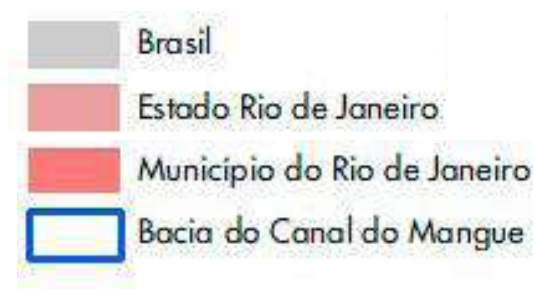 Brasil
Estado Rio de Janeiro
Município do Rio de Janeiro
Bacia do Canal do Mangue